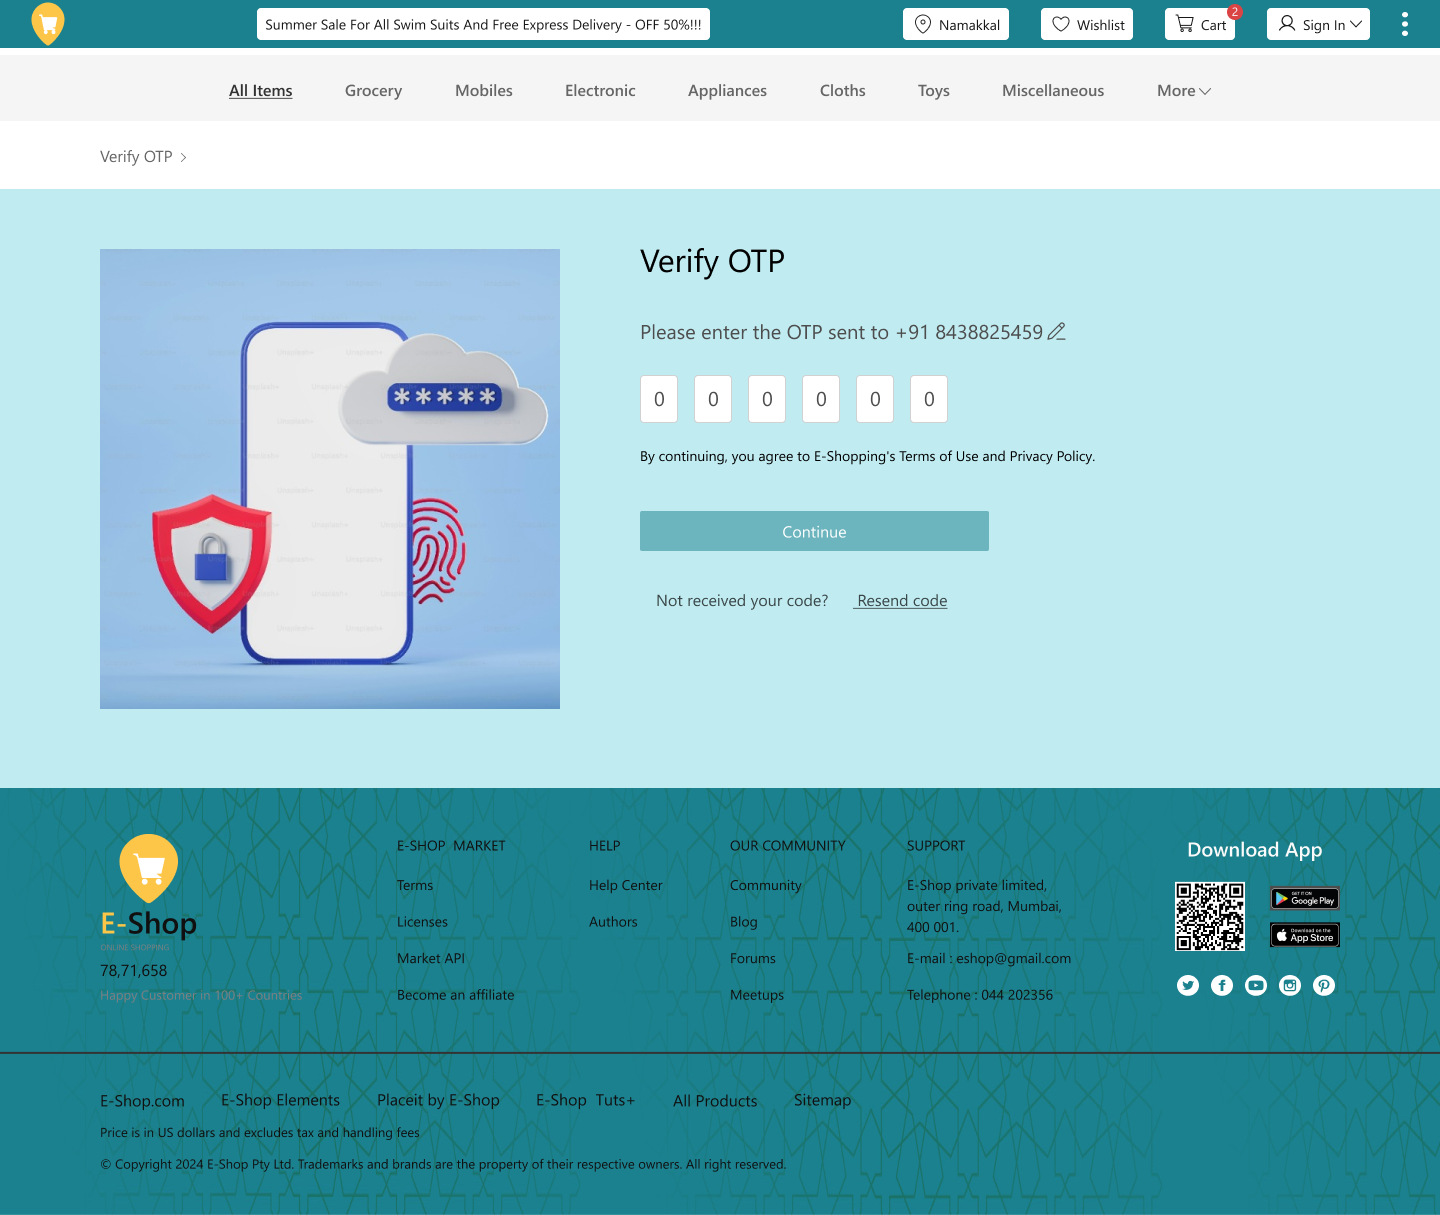 Summer Sale For All Swim Suits And Free Express Delivery - OFF 50%!!!
Namakkal
Wishlist
Cart
2
Sign In
All Items
Grocery
Mobiles
Electronic
Appliances
Cloths
Toys
Miscellaneous
More
Verify OTP >
Verify OTP
Please enter the OTP sent to +91 8438825459
0 0 0 0 0 0
*****
By continuing, you agree to E-Shopping's Terms of Use and Privacy Policy.
Continue
Not received your code?
Resend code
E-Shop
ONLINE SHOPPING
78,71,658
Happy Customer in 100+ Countries
E-SHOP MARKET
Terms
Licenses
Market API
Become an affiliate
HELP
Help Center
Authors
OUR COMMUNITY
Community
Blog
Forums
Meetups
SUPPORT
E-Shop private limited,
outer ring road, Mumbai,
400 001.
E-mail : eshop@gmail.com
Telephone : 044 202356
Download App
GET IT ON
Google Play
Download on the
App Store
E-Shop.com
E-Shop Elements
Placeit by E-Shop
E-Shop Tuts+
All Products
Sitemap
Price is in US dollars and excludes tax and handling fees
© Copyright 2024 E-Shop Pty Ltd. Trademarks and brands are the property of their respective owners. All right reserved.